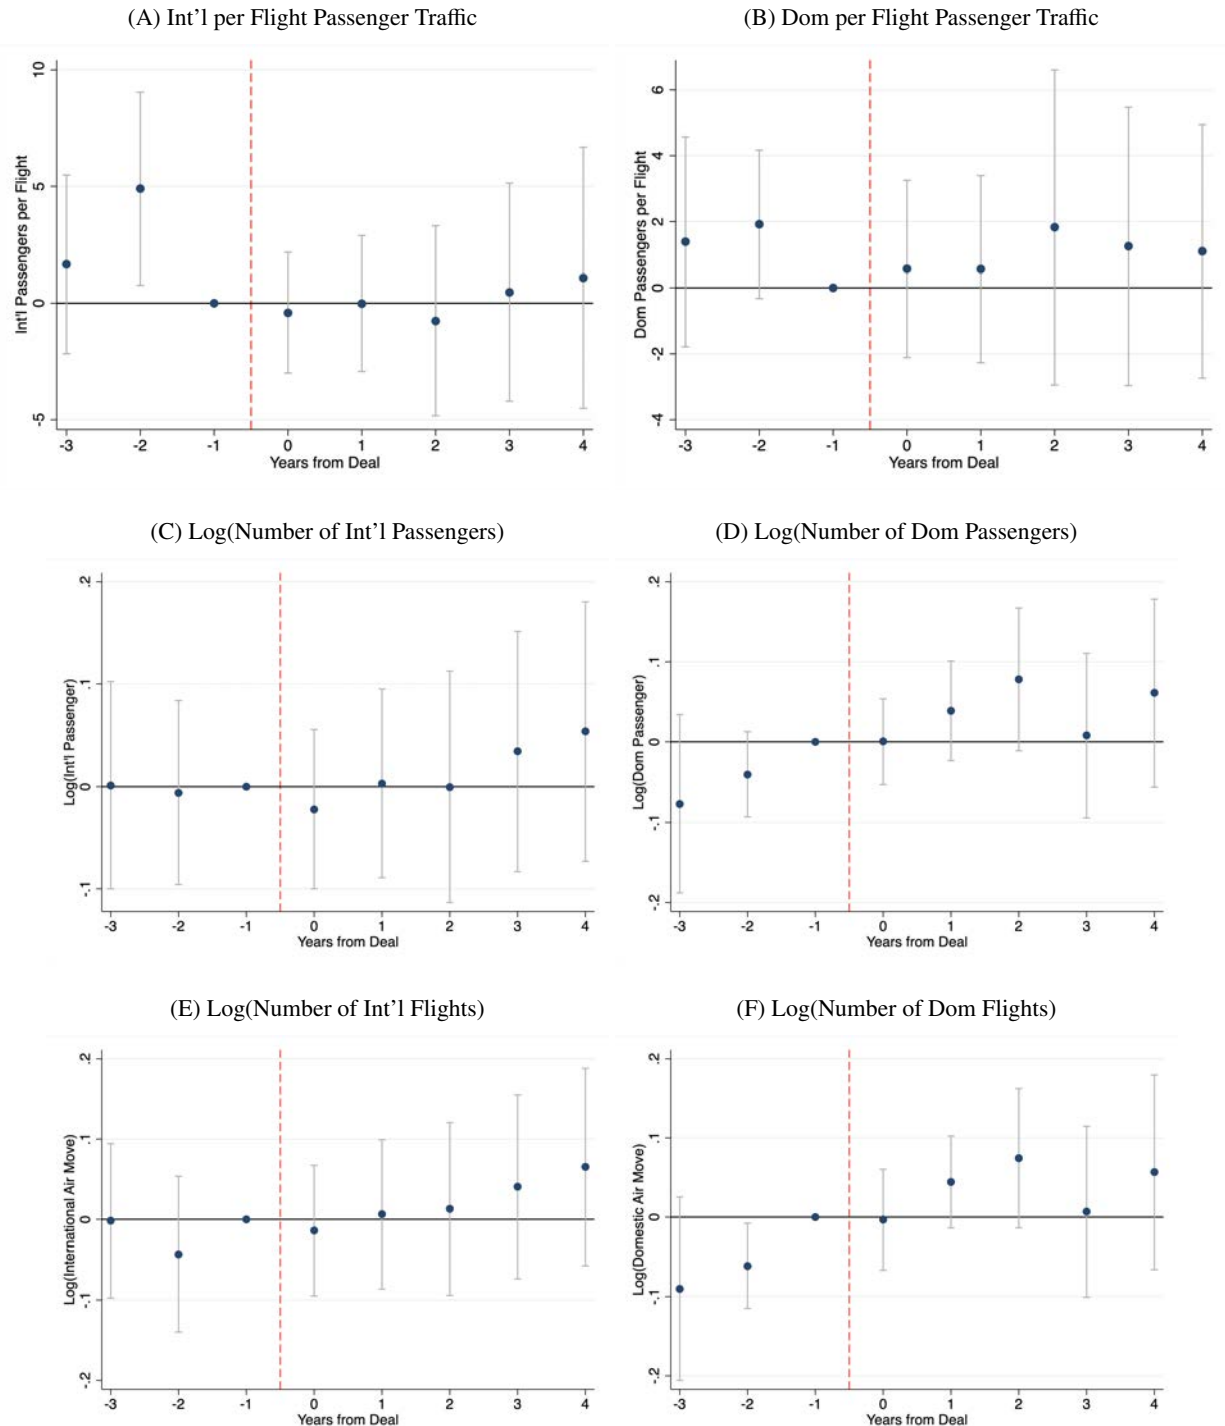 (A) Int’l per Flight Passenger Traffic
Int'l Passengers per Flight
10
5
0
-5
-3 -2 -1 0 1 2 3 4
Years from Deal
(B) Dom per Flight Passenger Traffic
Dom Passengers per Flight
6
4
2
0
-2
-4
-3 -2 -1 0 1 2 3 4
Years from Deal
(C) Log(Number of Int’l Passengers)
Log(Int'l Passenger)
.2
.1
0
-.1
-3 -2 -1 0 1 2 3 4
Years from Deal
(D) Log(Number of Dom Passengers)
Log(Dom Passenger)
.2
.1
0
-.1
-.2
-3 -2 -1 0 1 2 3 4
Years from Deal
(E) Log(Number of Int’l Flights)
Log(International Air Move)
.2
.1
0
-.1
-.2
-3 -2 -1 0 1 2 3 4
Years from Deal
(F) Log(Number of Dom Flights)
Log(Domestic Air Move)
.2
.1
0
-.1
-.2
-3 -2 -1 0 1 2 3 4
Years from Deal